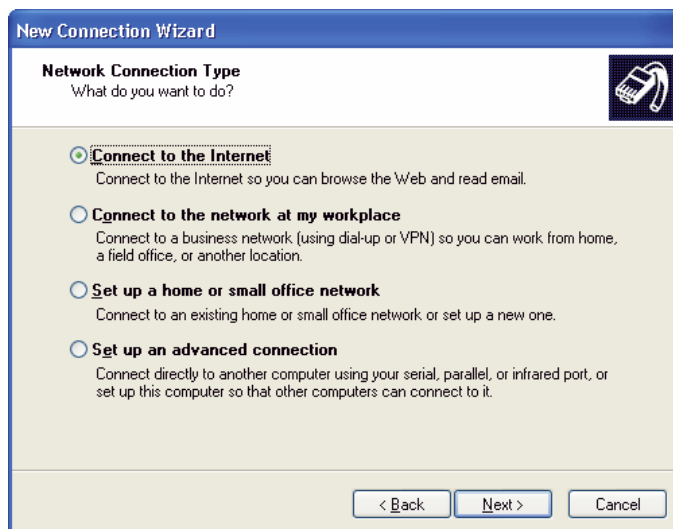 New Connection Wizard
Network Connection Type
What do you want to do?
Connect to the Internet
Connect to the Internet so you can browse the Web and read email.
Connect to the network at my workplace
Connect to a business network (using dial-up or VPN) so you can work from home,
a field office, or another location.
Set up a home or small office network
Connect to an existing home or small office network or set up a new one.
Set up an advanced connection
Connect directly to another computer using your serial, parallel, or infrared port, or
set up this computer so that other computers can connect to it.
< Back Next > Cancel